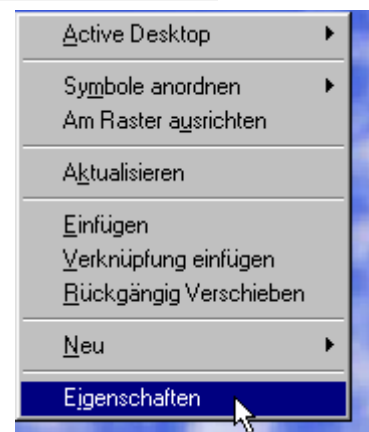 Active Desktop
Symbole anordnen
Am Raster ausrichten
Aktualisieren
Einfügen
Verknüpfung einfügen
Rückgängig Verschieben
Neu
Eigenschaften